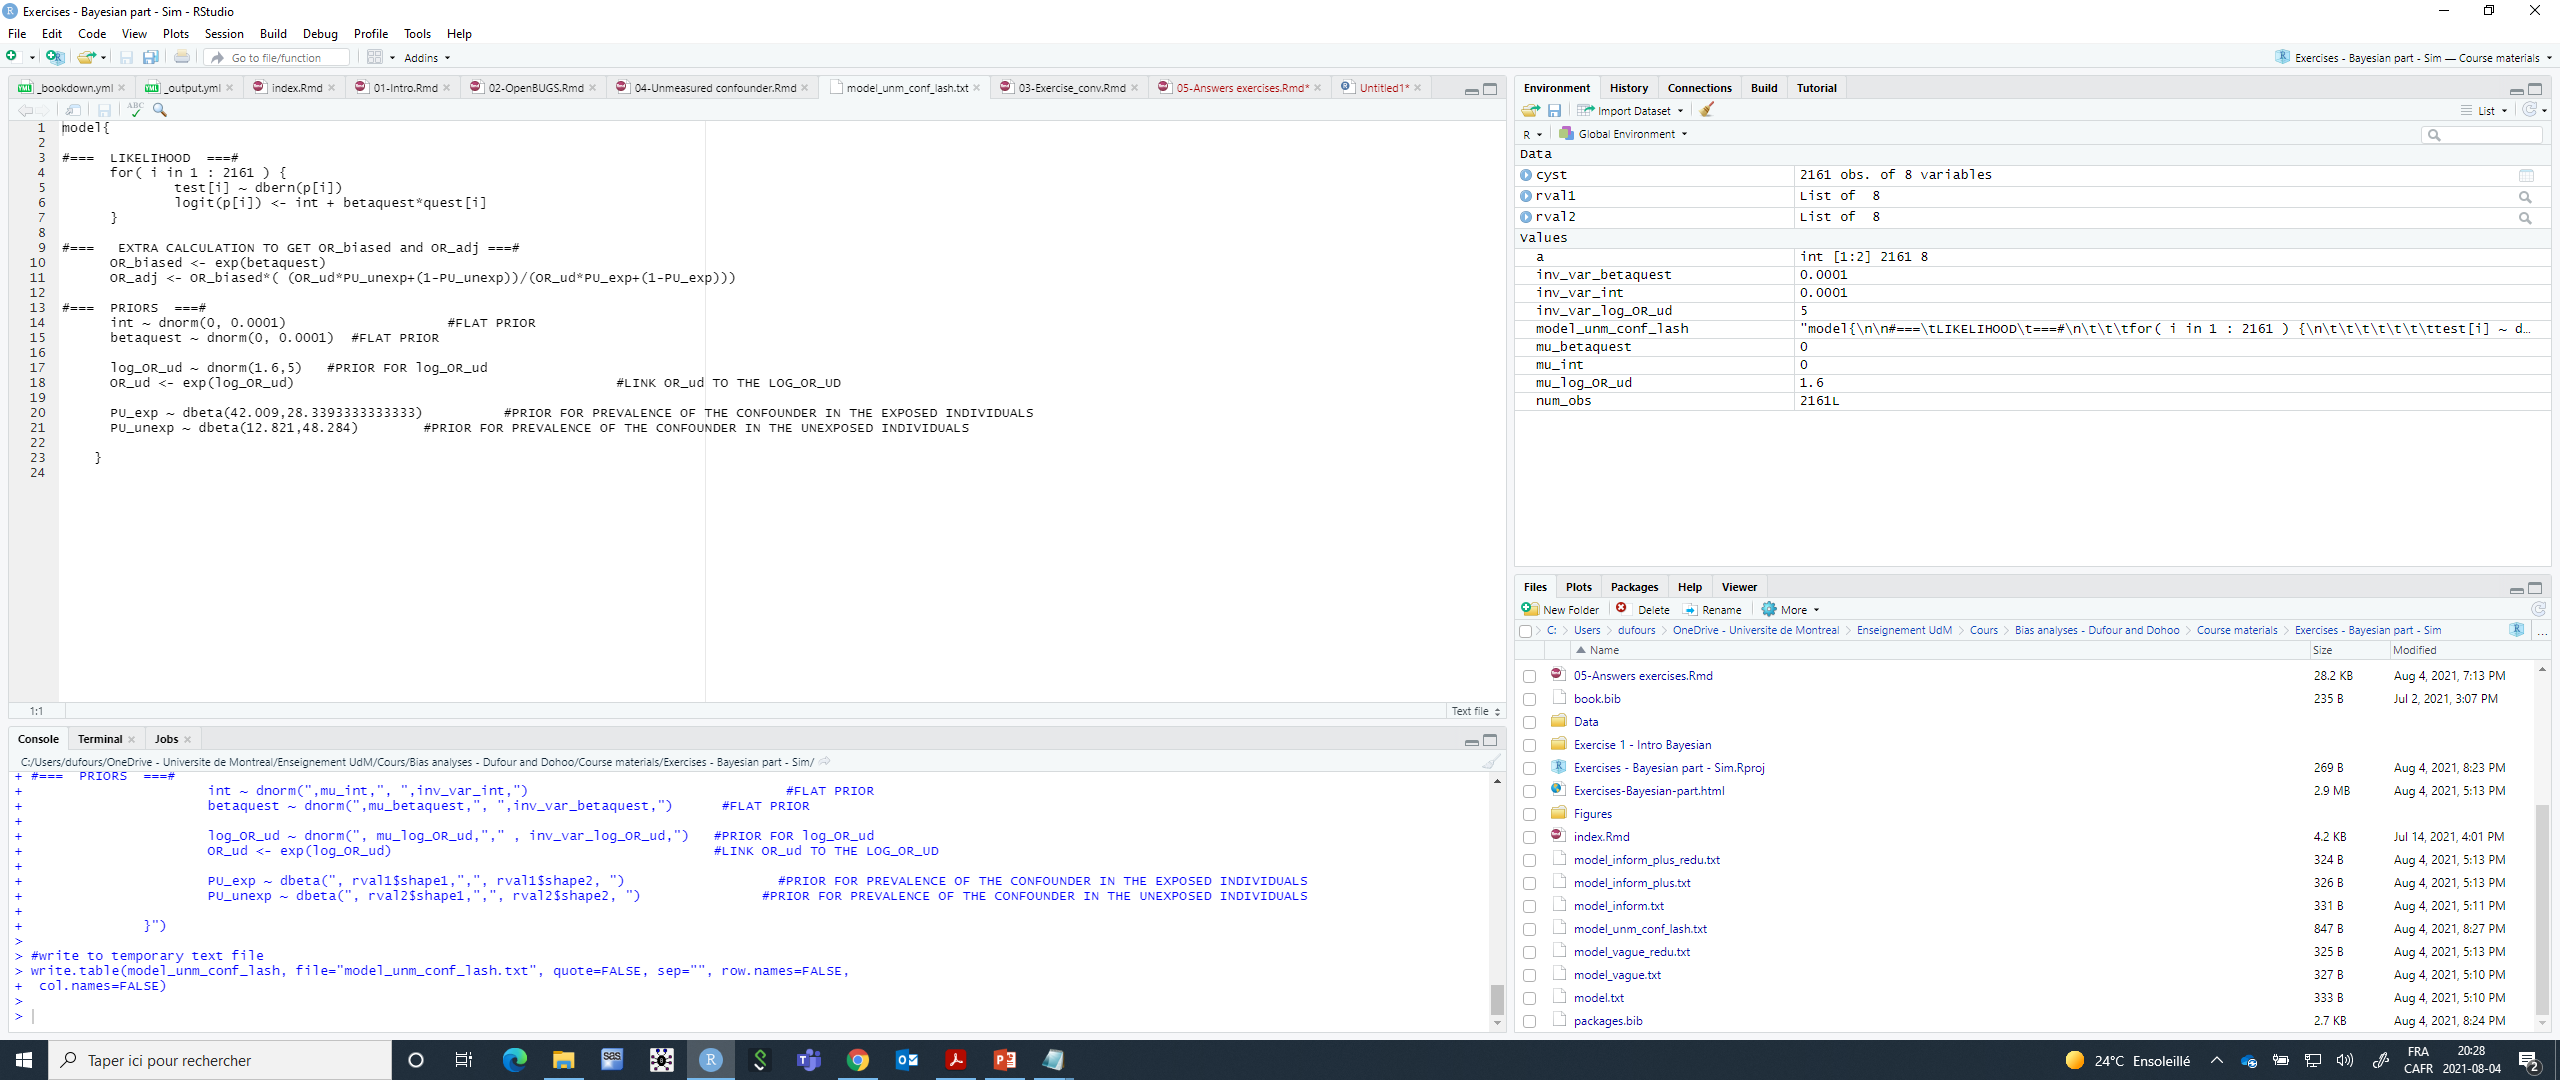 Exercises - Bayesian part - Sim - RStudio
File Edit Code View Plots Session Build Debug Profile Tools Help
Go to file/function Addins
Exercises - Bayesian part - Sim — Course materials
_bookdown.yml _output.yml index.Rmd 01-Intro.Rmd 02-OpenBUGS.Rmd 04-Unmeasured confounder.Rmd model_unm_conf_lash.txt 03-Exercise_conv.Rmd 05-Answers exercises.Rmd* Untitled1*
1 model{
2
3 #=== LIKELIHOOD ===#
4 for( i in 1 : 2161 ) {
5 test[i] ~ dbern(p[i])
6 logit(p[i]) <- int + betaquest*quest[i]
7 }
8
9 #=== EXTRA CALCULATION TO GET OR_biased and OR_adj ===#
10 OR_biased <- exp(betaquest)
11 OR_adj <- OR_biased*( (OR_ud*PU_unexp+(1-PU_unexp))/(OR_ud*PU_exp+(1-PU_exp)))
12
13 #=== PRIORS ===#
14 int ~ dnorm(0, 0.0001) #FLAT PRIOR
15 betaquest ~ dnorm(0, 0.0001) #FLAT PRIOR
16
17 log_OR_ud ~ dnorm(1.6,5) #PRIOR FOR log_OR_ud
18 OR_ud <- exp(log_OR_ud) #LINK OR_ud TO THE LOG_OR_UD
19
20 PU_exp ~ dbeta(42.009,28.3393333333333) #PRIOR FOR PREVALENCE OF THE CONFOUNDER IN THE EXPOSED INDIVIDUALS
21 PU_unexp ~ dbeta(12.821,48.284) #PRIOR FOR PREVALENCE OF THE CONFOUNDER IN THE UNEXPOSED INDIVIDUALS
22
23 }
24
1:1 Text file
Console Terminal Jobs
C:/Users/dufours/OneDrive - Universite de Montreal/Enseignement UdM/Cours/Bias analyses - Dufour and Dohoo/Course materials/Exercises - Bayesian part - Sim/
+ #=== PRIORS ===#
+ int ~ dnorm(",mu_int,", ",inv_var_int,") #FLAT PRIOR
+ betaquest ~ dnorm(",mu_betaquest,", ",inv_var_betaquest,") #FLAT PRIOR
+
+ log_OR_ud ~ dnorm(", mu_log_OR_ud,"," , inv_var_log_OR_ud,") #PRIOR FOR log_OR_ud
+ OR_ud <- exp(log_OR_ud) #LINK OR_ud TO THE LOG_OR_UD
+
+ PU_exp ~ dbeta(", rval1$shape1,",", rval1$shape2, ") #PRIOR FOR PREVALENCE OF THE CONFOUNDER IN THE EXPOSED INDIVIDUALS
+ PU_unexp ~ dbeta(", rval2$shape1,",", rval2$shape2, ") #PRIOR FOR PREVALENCE OF THE CONFOUNDER IN THE UNEXPOSED INDIVIDUALS
+
+ }")
>
> #write to temporary text file
> write.table(model_unm_conf_lash, file="model_unm_conf_lash.txt", quote=FALSE, sep="", row.names=FALSE,
+ col.names=FALSE)
>
>
Environment History Connections Build Tutorial
Import Dataset List
R Global Environment
Data
cyst 2161 obs. of 8 variables
rval1 List of 8
rval2 List of 8
Values
a int [1:2] 2161 8
inv_var_betaquest 0.0001
inv_var_int 0.0001
inv_var_log_OR_ud 5
model_unm_conf_lash "model{\n\n#===\tLIKELIHOOD\t===#\n\t\t\tfor( i in 1 : 2161 ) {\n\t\t\t\t\t\t\ttest[i] ~ d…
mu_betaquest 0
mu_int 0
mu_log_OR_ud 1.6
num_obs 2161L
Files Plots Packages Help Viewer
New Folder Delete Rename More
C: Users dufours OneDrive - Universite de Montreal Enseignement UdM Cours Bias analyses - Dufour and Dohoo Course materials Exercises - Bayesian part - Sim ...
Name Size Modified
05-Answers exercises.Rmd 28.2 KB Aug 4, 2021, 7:13 PM
book.bib 235 B Jul 2, 2021, 3:07 PM
Data
Exercise 1 - Intro Bayesian
Exercises - Bayesian part - Sim.Rproj 269 B Aug 4, 2021, 8:23 PM
Exercises-Bayesian-part.html 2.9 MB Aug 4, 2021, 5:13 PM
Figures
index.Rmd 4.2 KB Jul 14, 2021, 4:01 PM
model_inform_plus_redu.txt 324 B Aug 4, 2021, 5:13 PM
model_inform_plus.txt 326 B Aug 4, 2021, 5:13 PM
model_inform.txt 331 B Aug 4, 2021, 5:11 PM
model_unm_conf_lash.txt 847 B Aug 4, 2021, 8:27 PM
model_vague_redu.txt 325 B Aug 4, 2021, 5:13 PM
model_vague.txt 327 B Aug 4, 2021, 5:10 PM
model.txt 333 B Aug 4, 2021, 5:10 PM
packages.bib 2.7 KB Aug 4, 2021, 8:24 PM
Taper ici pour rechercher
24°C Ensoleillé
FRA
CAFR
20:28
2021-08-04
2